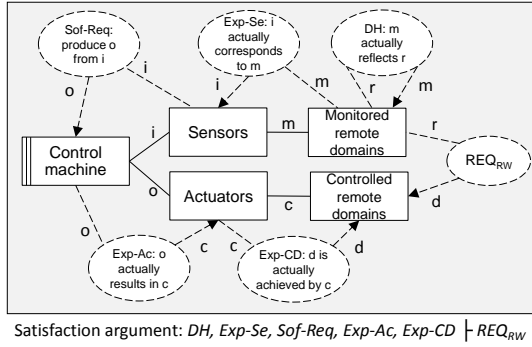 Sof-Req:
produce o
from i
Exp-Se: i
actually
corresponds
to m
DH: m
actually
reflects r
o
i
i
m
r
m
i
Sensors
m
Monitored
remote
domains
r
Control
machine
REQRW
o
Actuators
c
Controlled
remote
domains
d
o
Exp-Ac: o
actually
results in c
c
c
Exp-CD: d is
actually
achieved by c
d
Satisfaction argument: DH, Exp-Se, Sof-Req, Exp-Ac, Exp-CD ├ REQRW